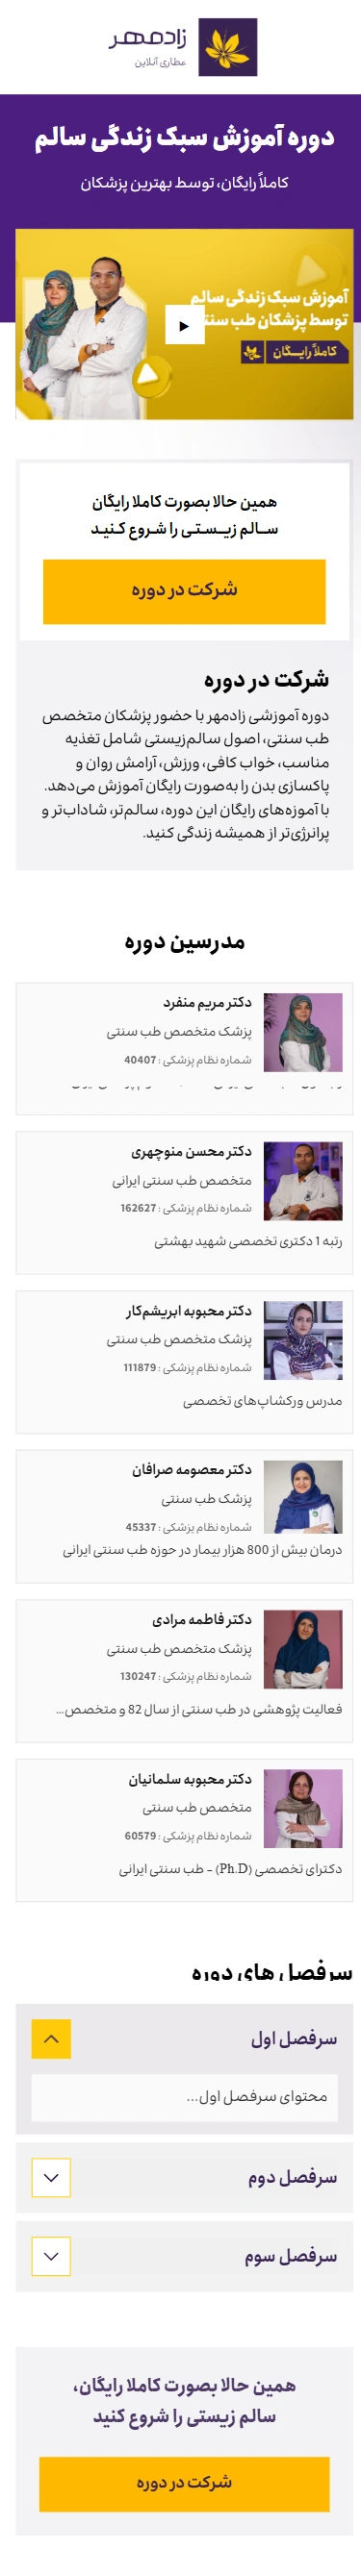 زادمهر
عطاری آنلاین
دوره آموزش سبک زندگی سالم
کاملاً رایگان، توسط بهترین پزشکان
آموزش سبک زندگی سالم
توسط پزشکان طب
کاملاً رایـگان
همین حالا بصورت کاملا رایگان
سـالم زیـسـتـی را شـروع کـنـیـد
شرکت در دوره
شرکت در دوره
دوره آموزشی زادمهر با حضور پزشکان متخصص
طب سنتی، اصول سالم‌زیستی شامل تغذیه
مناسب، خواب کافی، ورزش، آرامش روان و
پاکسازی بدن را به‌صورت رایگان آموزش می‌دهد.
با آموزه‌های رایگان این دوره، سالم‌تر، شاداب‌تر و
پرانرژی‌تر از همیشه زندگی کنید.
مدرسین دوره
دکتر مریم منفرد
پزشک متخصص طب سنتی
شماره نظام پزشکی : 40407
دکتر محسن منوچهری
متخصص طب سنتی ایرانی
شماره نظام پزشکی : 162627
رتبه 1 دکتری تخصصی شهید بهشتی
دکتر محبوبه ابریشم‌کار
پزشک متخصص طب سنتی
شماره نظام پزشکی : 111879
مدرس ورکشاپ‌های تخصصی
دکتر معصومه صرافان
پزشک طب سنتی
شماره نظام پزشکی : 45337
درمان بیش از 800 هزار بیمار در حوزه طب سنتی ایرانی
دکتر فاطمه مرادی
پزشک متخصص طب سنتی
شماره نظام پزشکی : 130247
فعالیت پژوهشی در طب سنتی از سال 82 و متخصص...
دکتر محبوبه سلمانیان
متخصص طب سنتی
شماره نظام پزشکی : 60579
دکترای تخصصی (Ph.D) - طب سنتی ایرانی
سرفصل های دوره
سرفصل اول
محتوای سرفصل اول...
سرفصل دوم
سرفصل سوم
همین حالا بصورت کاملا رایگان،
سالم زیستی را شروع کنید
شرکت در دوره